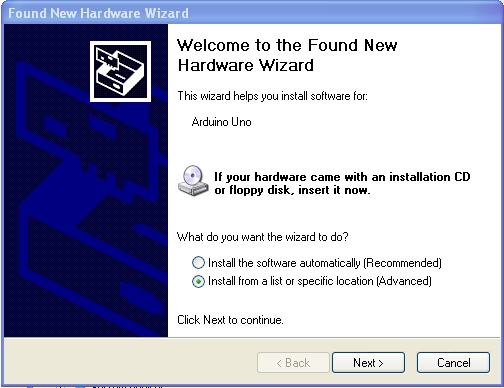 Found New Hardware Wizard
Welcome to the Found New
Hardware Wizard
This wizard helps you install software for:
Arduino Uno
If your hardware came with an installation CD
or floppy disk, insert it now.
What do you want the wizard to do?
Install the software automatically (Recommended)
Install from a list or specific location (Advanced)
Click Next to continue.
< Back
Next >
Cancel